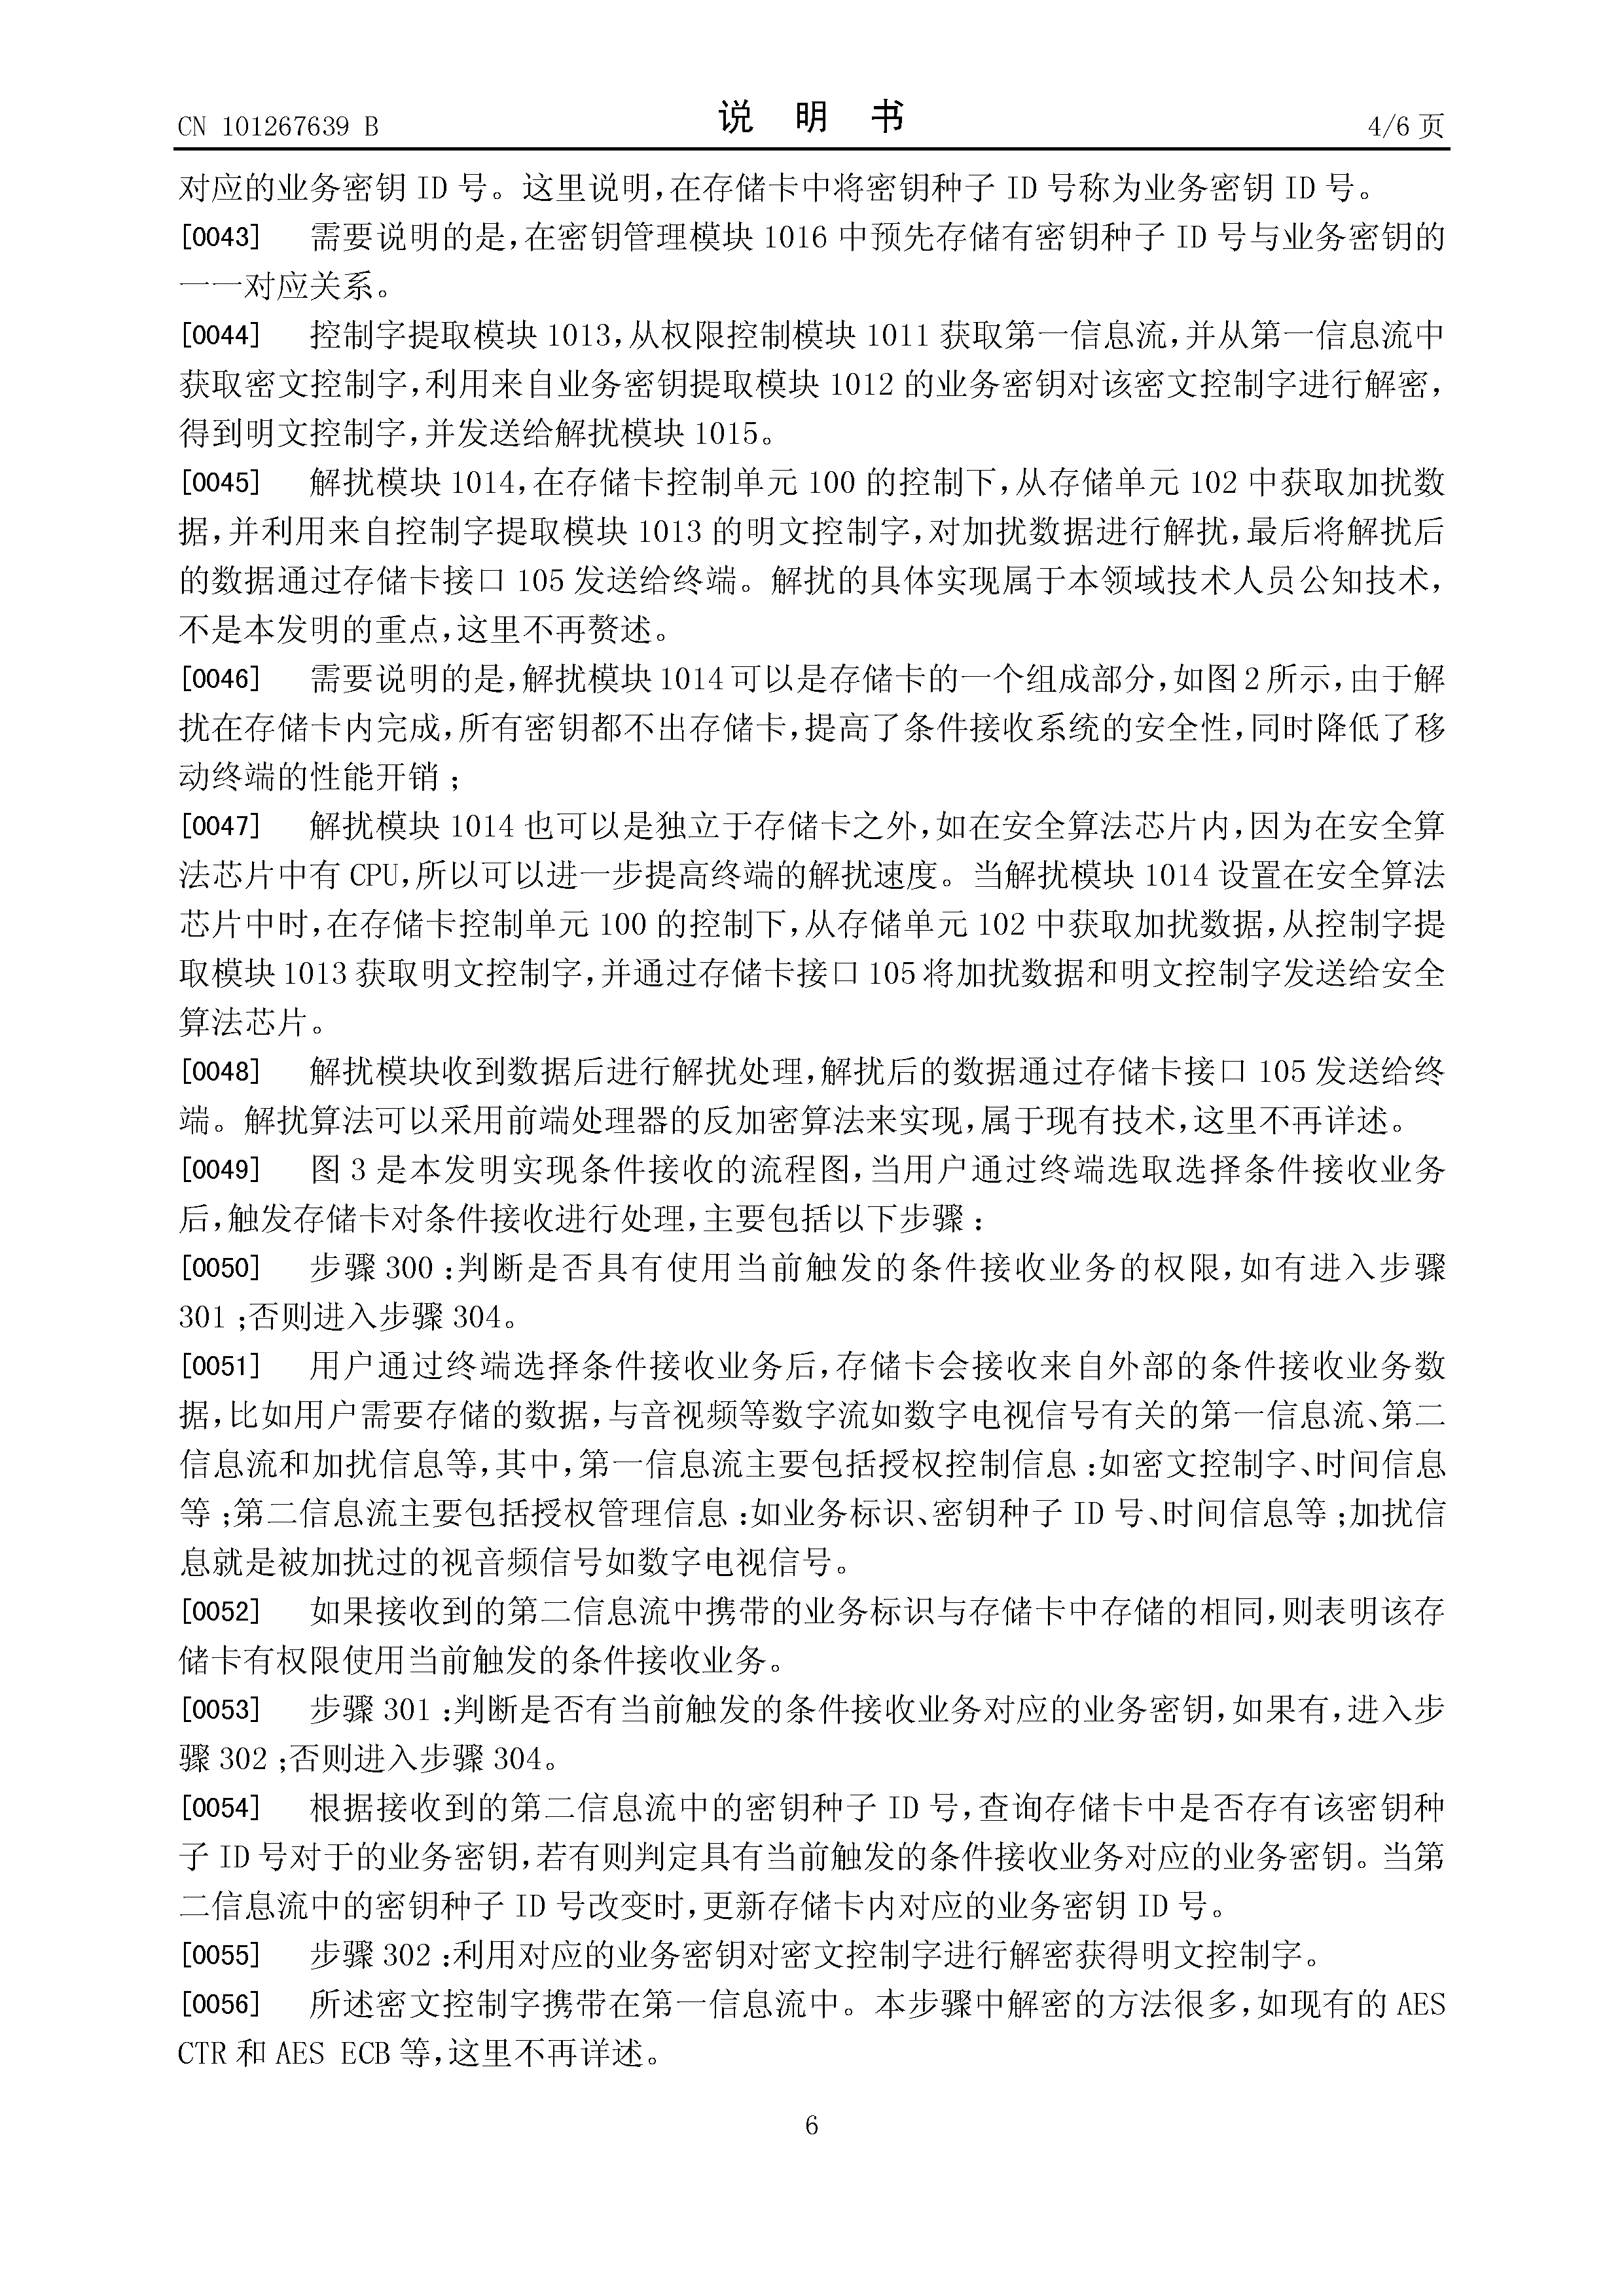 CN 101267639 B
说 明 书
4/6 页
对应的业务密钥 ID 号。这里说明,在存储卡中将密钥种子 ID 号称为业务密钥 ID 号。
[0043] 需要说明的是,在密钥管理模块 1016 中预先存储有密钥种子 ID 号与业务密钥的
一一对应关系。
[0044] 控制字提取模块 1013,从权限控制模块 1011 获取第一信息流,并从第一信息流中
获取密文控制字,利用来自业务密钥提取模块 1012 的业务密钥对该密文控制字进行解密,
得到明文控制字,并发送给解扰模块 1015。
[0045] 解扰模块 1014,在存储卡控制单元 100 的控制下,从存储单元 102 中获取加扰数
据,并利用来自控制字提取模块 1013 的明文控制字,对加扰数据进行解扰,最后将解扰后
的数据通过存储卡接口 105 发送给终端。解扰的具体实现属于本领域技术人员公知技术,
不是本发明的重点,这里不再赘述。
[0046] 需要说明的是,解扰模块 1014 可以是存储卡的一个组成部分,如图 2 所示,由于解
扰在存储卡内完成,所有密钥都不出存储卡,提高了条件接收系统的安全性,同时降低了移
动终端的性能开销 ;
[0047] 解扰模块 1014 也可以是独立于存储卡之外,如在安全算法芯片内,因为在安全算
法芯片中有 CPU,所以可以进一步提高终端的解扰速度。当解扰模块 1014 设置在安全算法
芯片中时,在存储卡控制单元 100 的控制下,从存储单元 102 中获取加扰数据,从控制字提
取模块 1013 获取明文控制字,并通过存储卡接口 105 将加扰数据和明文控制字发送给安全
算法芯片。
[0048] 解扰模块收到数据后进行解扰处理,解扰后的数据通过存储卡接口 105 发送给终
端。解扰算法可以采用前端处理器的反加密算法来实现,属于现有技术,这里不再详述。
[0049] 图 3 是本发明实现条件接收的流程图,当用户通过终端选取选择条件接收业务
后,触发存储卡对条件接收进行处理,主要包括以下步骤 :
[0050] 步骤 300 :判断是否具有使用当前触发的条件接收业务的权限,如有进入步骤
301 ;否则进入步骤 304。
[0051] 用户通过终端选择条件接收业务后,存储卡会接收来自外部的条件接收业务数
据,比如用户需要存储的数据,与音视频等数字流如数字电视信号有关的第一信息流、第二
信息流和加扰信息等,其中,第一信息流主要包括授权控制信息 :如密文控制字、时间信息
等 ;第二信息流主要包括授权管理信息 :如业务标识、密钥种子 ID 号、时间信息等 ;加扰信
息就是被加扰过的视音频信号如数字电视信号。
[0052] 如果接收到的第二信息流中携带的业务标识与存储卡中存储的相同,则表明该存
储卡有权限使用当前触发的条件接收业务。
[0053] 步骤 301 :判断是否有当前触发的条件接收业务对应的业务密钥,如果有,进入步
骤 302 ;否则进入步骤 304。
[0054] 根据接收到的第二信息流中的密钥种子 ID 号,查询存储卡中是否存有该密钥种
子 ID 号对于的业务密钥,若有则判定具有当前触发的条件接收业务对应的业务密钥。当第
二信息流中的密钥种子 ID 号改变时,更新存储卡内对应的业务密钥 ID 号。
[0055] 步骤 302 :利用对应的业务密钥对密文控制字进行解密获得明文控制字。
[0056] 所述密文控制字携带在第一信息流中。本步骤中解密的方法很多,如现有的 AES
CTR 和 AES ECB 等,这里不再详述。
6